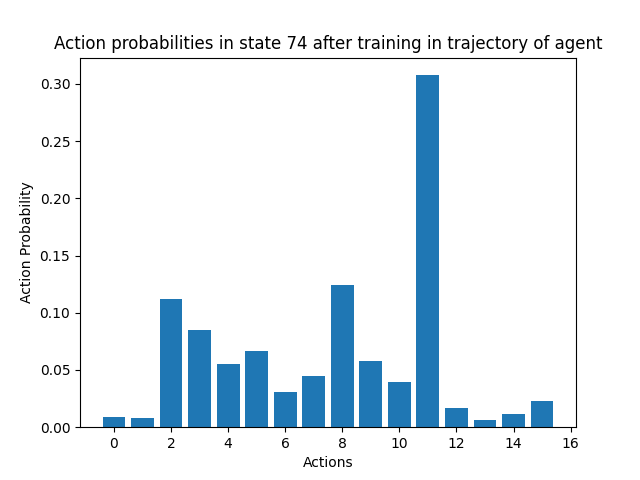 Action probabilities in state 74 after training in trajectory of agent
0.30
0.25
0.20
0.15
0.10
0.05
0.00
Action Probability
0 2 4 6 8 10 12 14 16
Actions